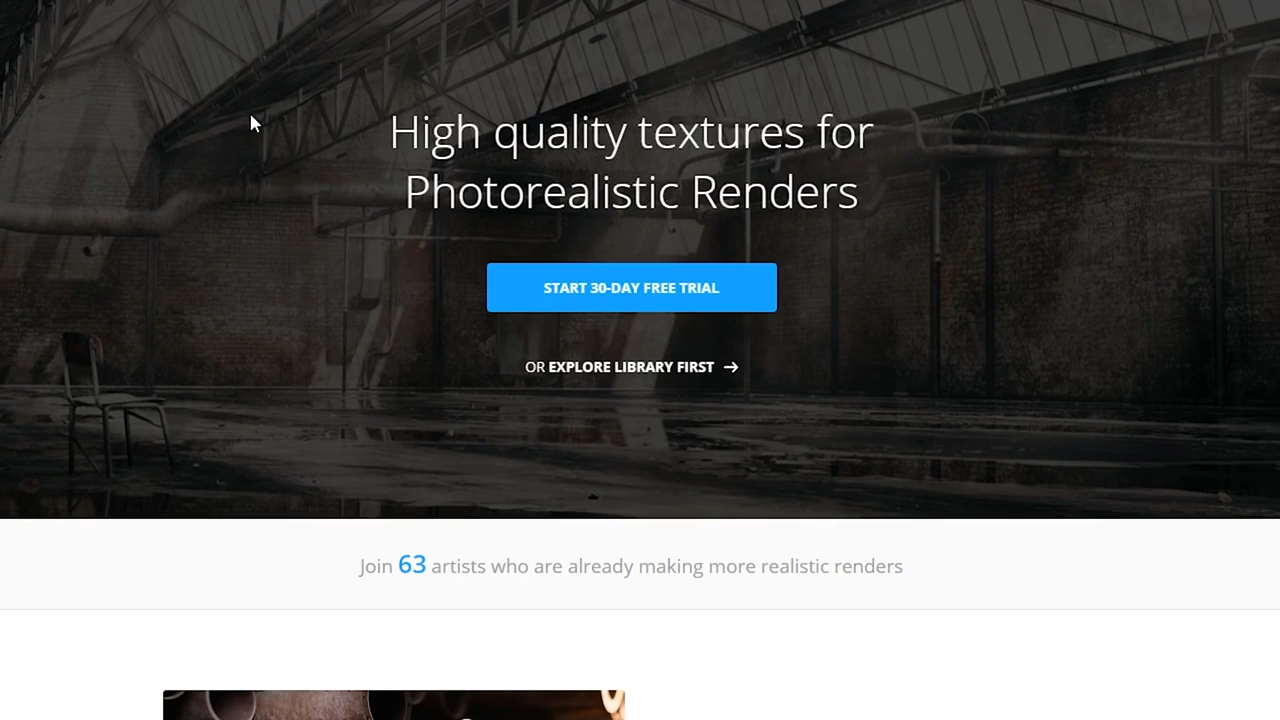 High quality textures for
Photorealistic Renders
START 30-DAY FREE TRIAL
OR EXPLORE LIBRARY FIRST →
Join 63 artists who are already making more realistic renders